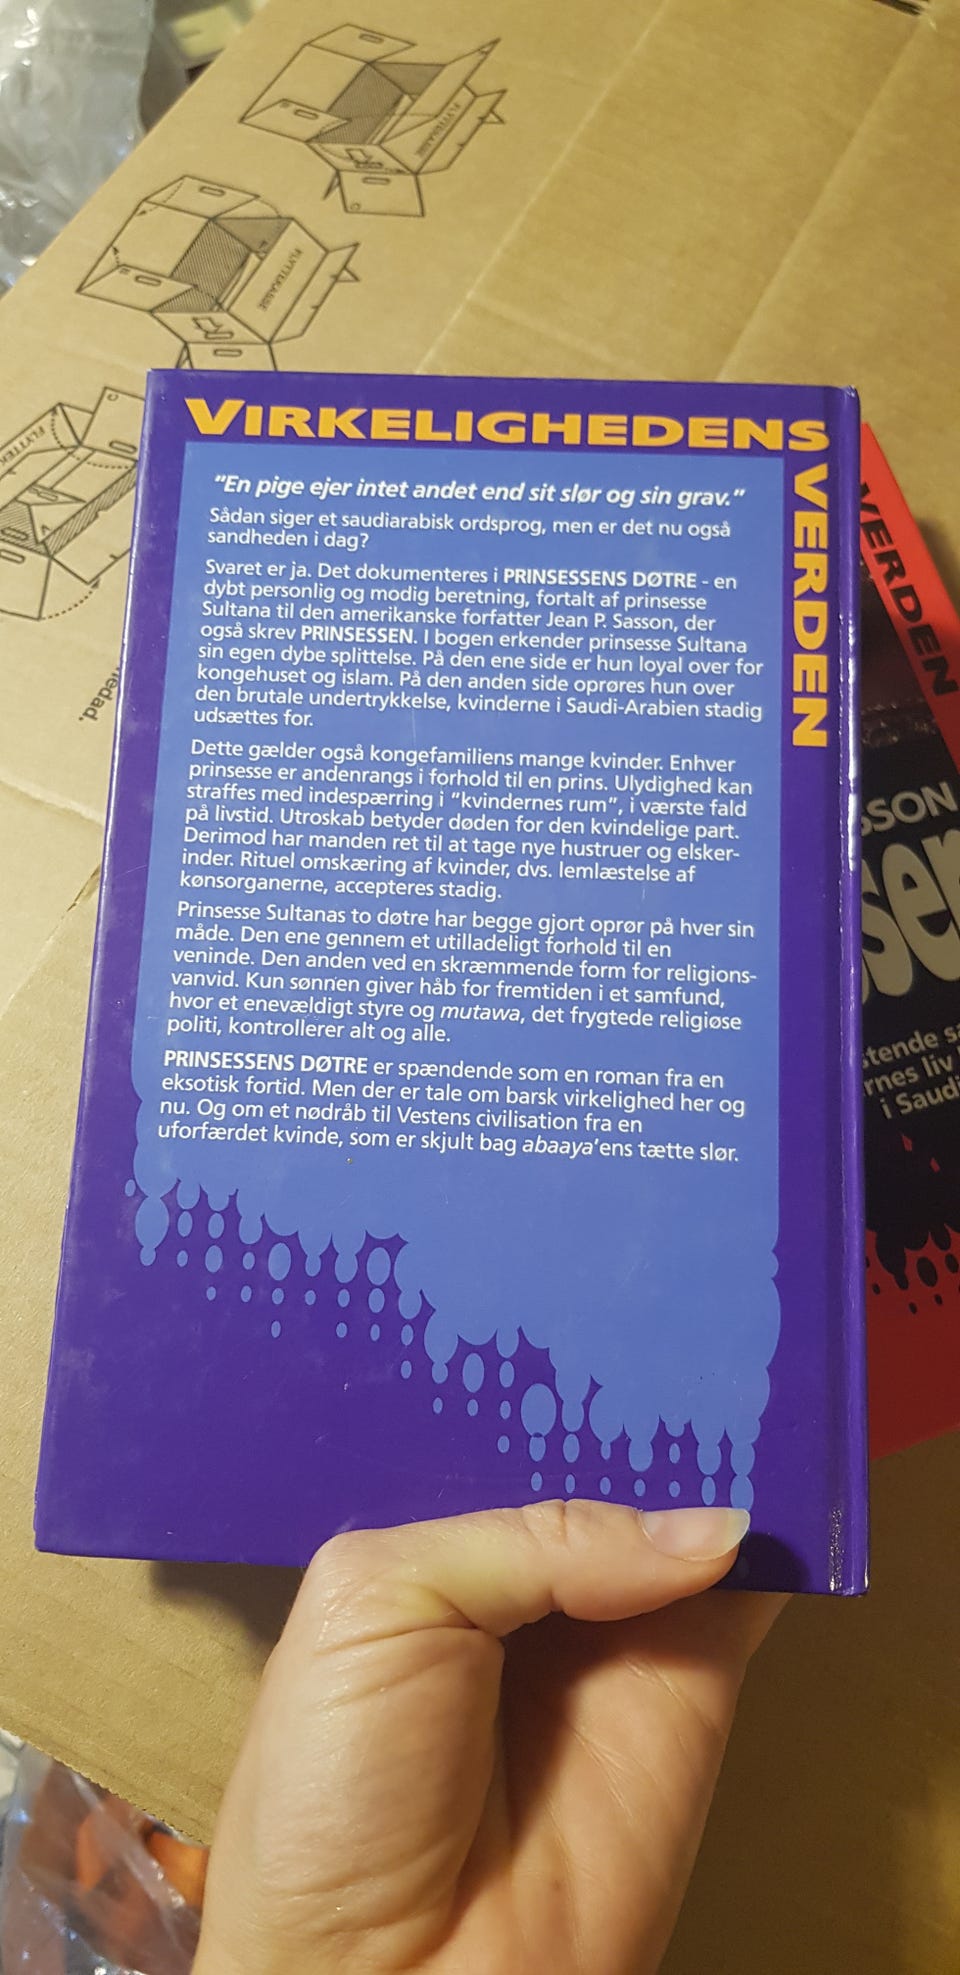 FLYTTEKASSE
FLYTTEKASSE
FLYTTEK
nedad.
VIRKELIGHEDENS
VERDEN
"En pige ejer intet andet end sit slør og sin grav."
Sådan siger et saudiarabisk ordsprog, men er det nu også
sandheden i dag?
Svaret er ja. Det dokumenteres i PRINSESSENS DØTRE - en
dybt personlig og modig beretning, fortalt af prinsesse
Sultana til den amerikanske forfatter Jean P. Sasson, der
også skrev PRINSESSEN. I bogen erkender prinsesse Sultana
sin egen dybe splittelse. På den ene side er hun loyal over for
kongehuset og islam. På den anden side oprøres hun over
den brutale undertrykkelse, kvinderne i Saudi-Arabien stadig
udsættes for.
Dette gælder også kongefamiliens mange kvinder. Enhver
prinsesse er andenrangs i forhold til en prins. Ulydighed kan
straffes med indespærring i "kvindernes rum", i værste fald
på livstid. Utroskab betyder døden for den kvindelige part.
Derimod har manden ret til at tage nye hustruer og elsker-
inder. Rituel omskæring af kvinder, dvs. lemlæstelse af
kønsorganerne, accepteres stadig.
Prinsesse Sultanas to døtre har begge gjort oprør på hver sin
måde. Den ene gennem et utilladeligt forhold til en
veninde. Den anden ved en skræmmende form for religions-
vanvid. Kun sønnen giver håb for fremtiden i et samfund,
hvor et enevældigt styre og mutawa, det frygtede religiøse
politi, kontrollerer alt og alle.
PRINSESSENS DØTRE er spændende som en roman fra en
eksotisk fortid. Men der er tale om barsk virkelighed her og
nu. Og om et nødråb til Vestens civilisation fra en
uforfærdet kvinde, som er skjult bag abaaya'ens tætte slør.
VERDEN
SSON
sser
tende sa
rnes liv
i Saudi